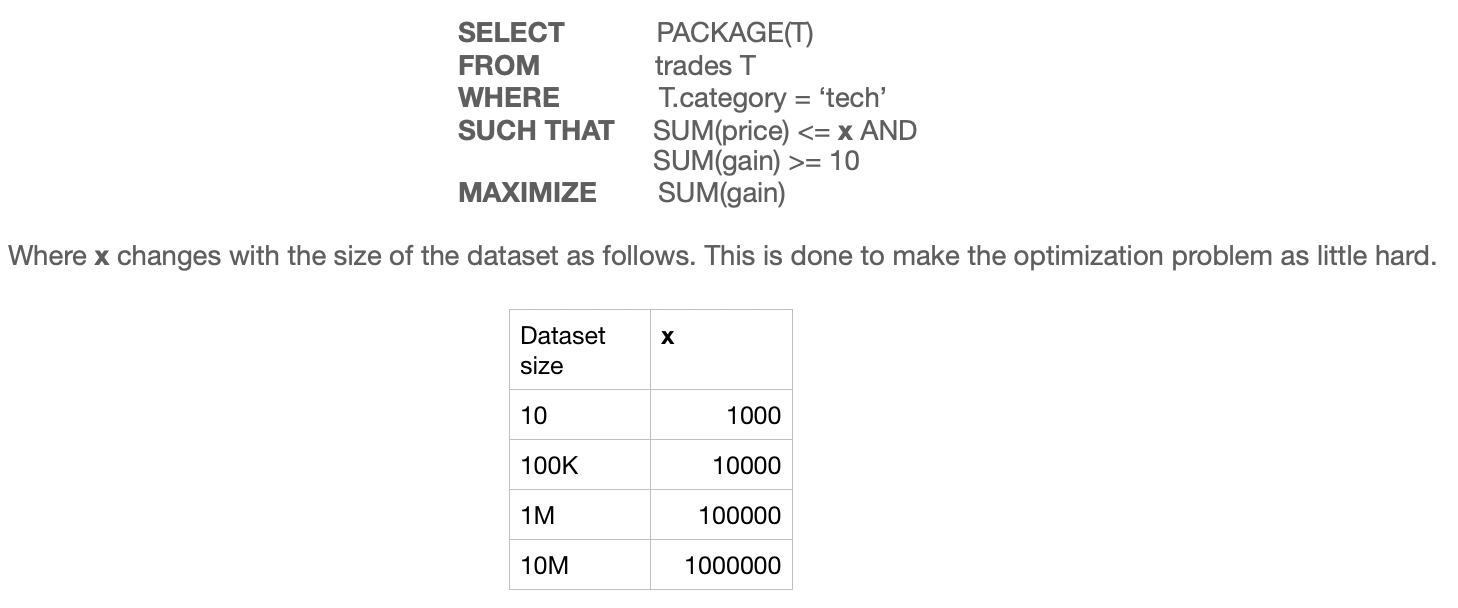 SELECT PACKAGE(T)
FROM trades T
WHERE T.category = ‘tech’
SUCH THAT SUM(price) <= x AND
SUM(gain) >= 10
MAXIMIZE SUM(gain)
Where x changes with the size of the dataset as follows. This is done to make the optimization problem as little hard.
Dataset size x
10 1000
100K 10000
1M 100000
10M 1000000